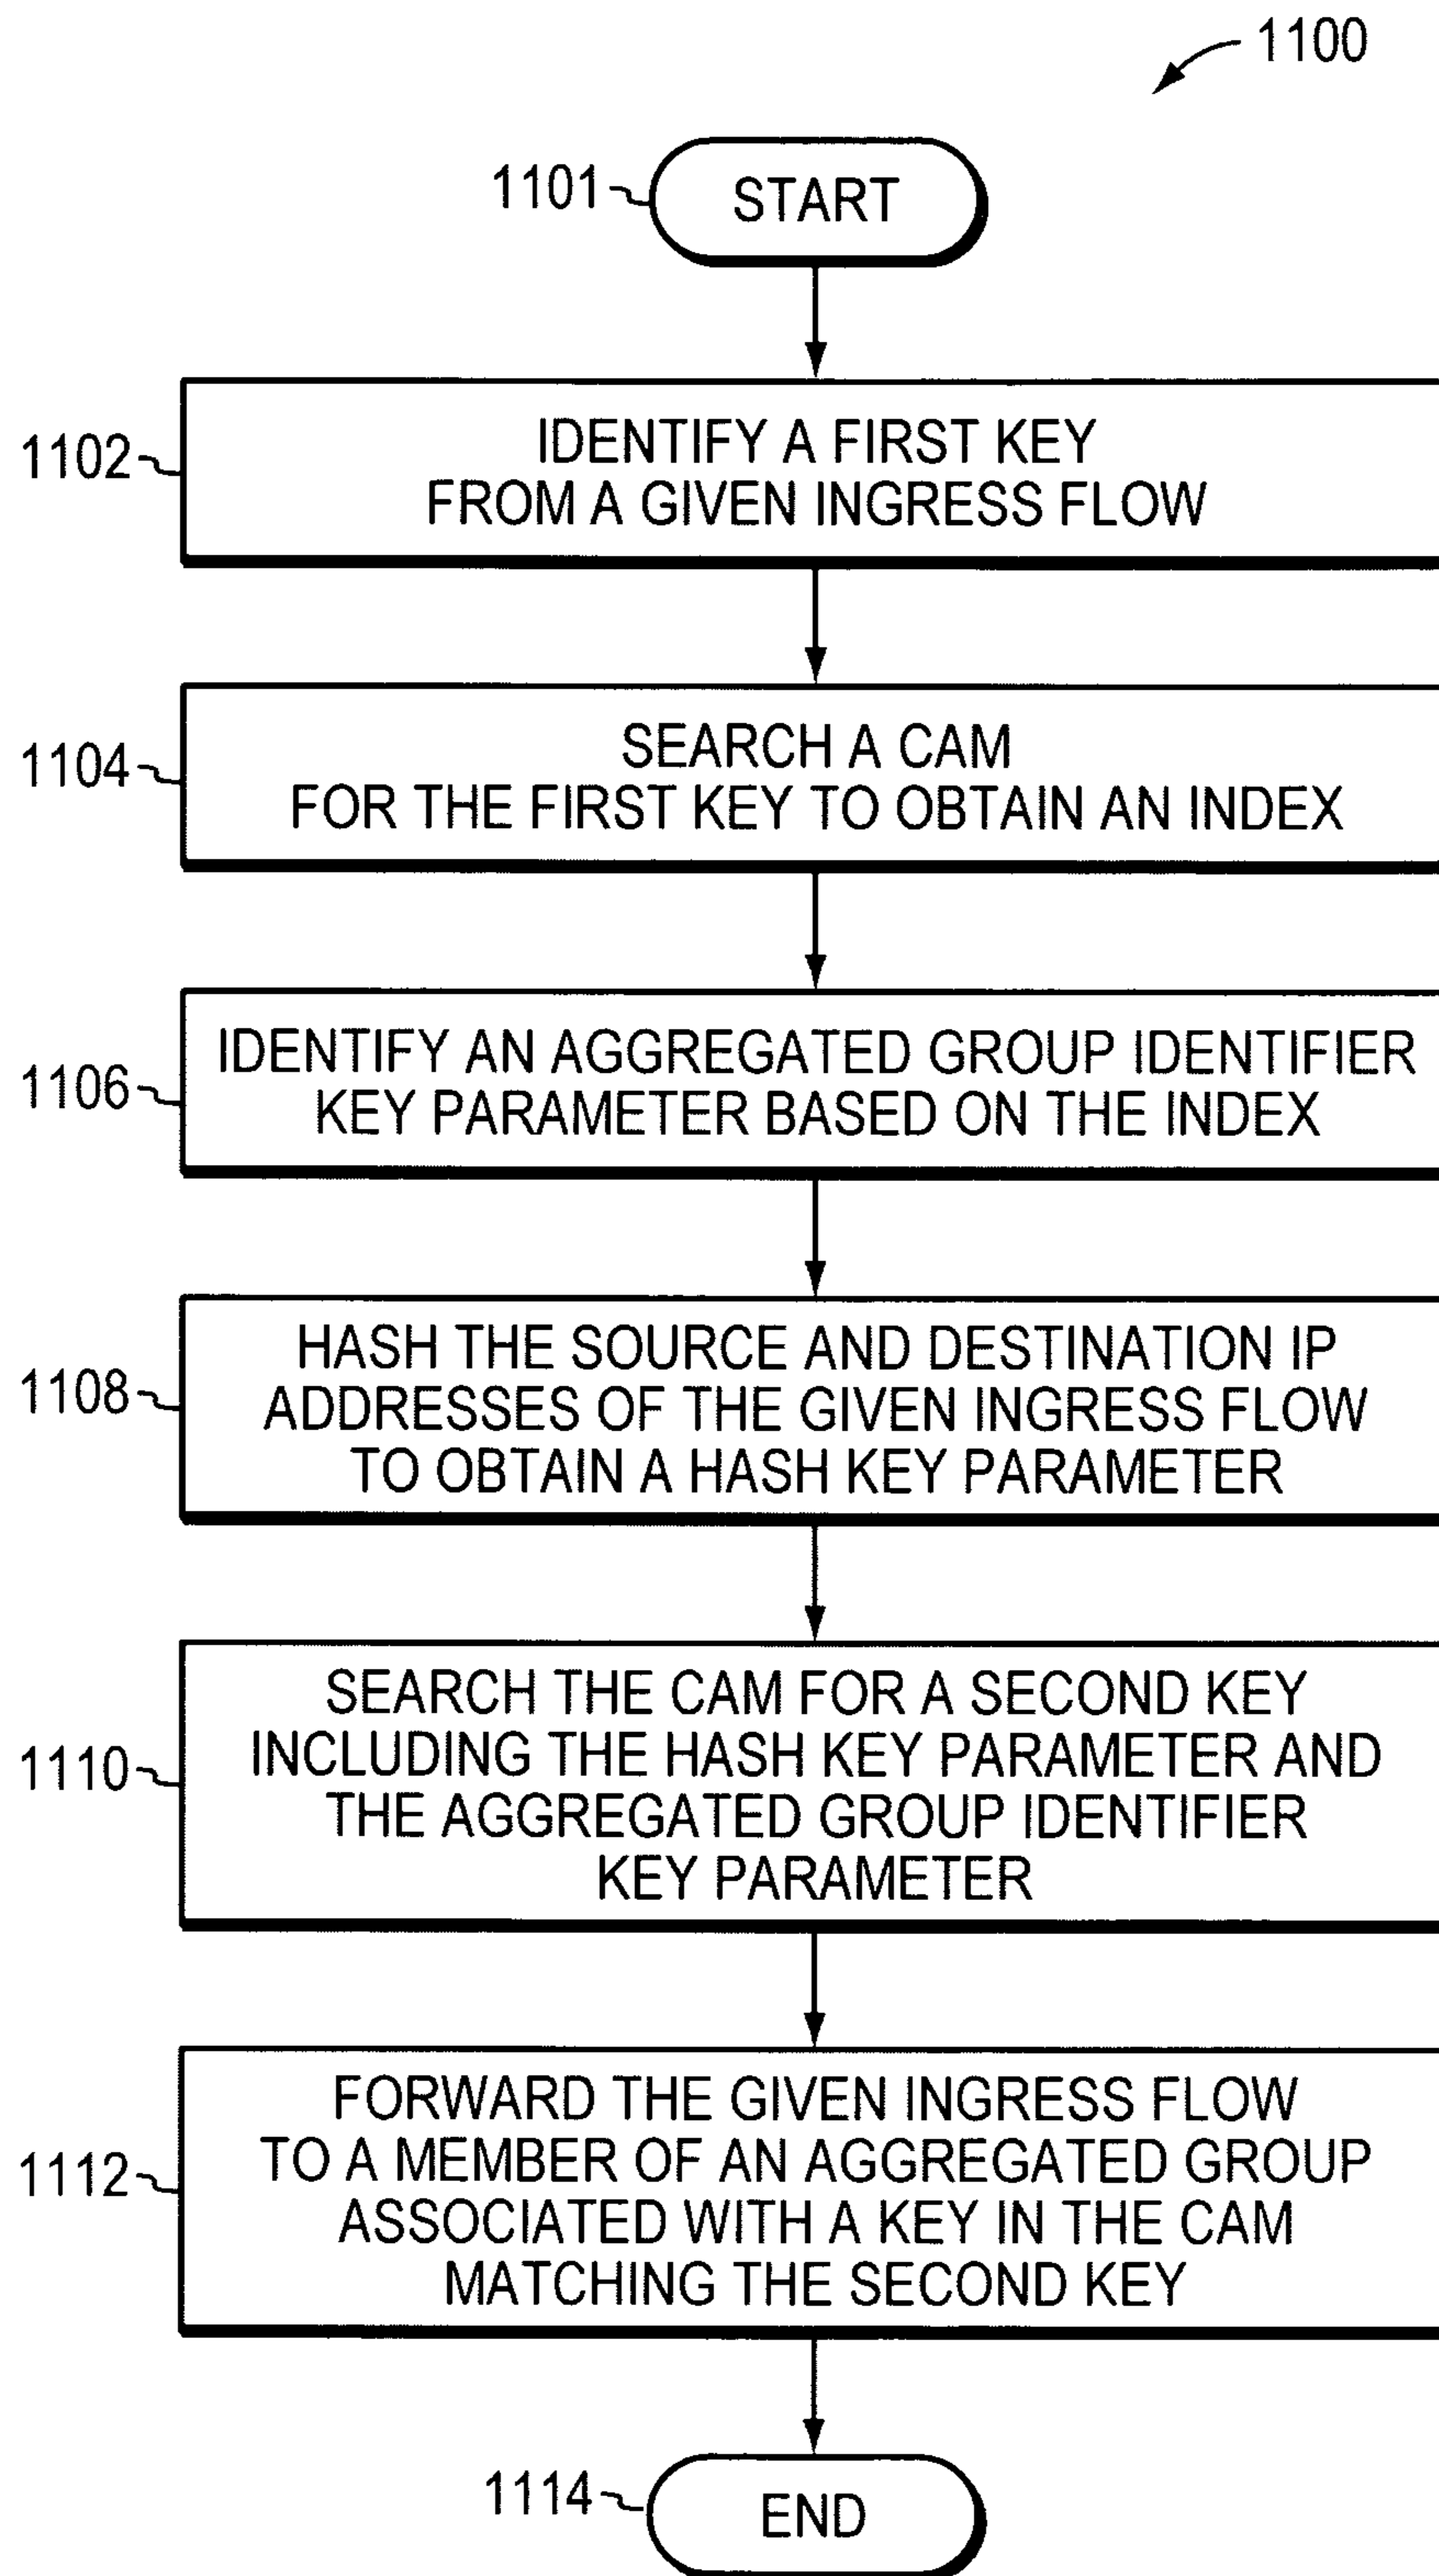 1100
1101
START
1102
IDENTIFY A FIRST KEY
FROM A GIVEN INGRESS FLOW
1104
SEARCH A CAM
FOR THE FIRST KEY TO OBTAIN AN INDEX
1106
IDENTIFY AN AGGREGATED GROUP IDENTIFIER
KEY PARAMETER BASED ON THE INDEX
1108
HASH THE SOURCE AND DESTINATION IP
ADDRESSES OF THE GIVEN INGRESS FLOW
TO OBTAIN A HASH KEY PARAMETER
1110
SEARCH THE CAM FOR A SECOND KEY
INCLUDING THE HASH KEY PARAMETER AND
THE AGGREGATED GROUP IDENTIFIER
KEY PARAMETER
1112
FORWARD THE GIVEN INGRESS FLOW
TO A MEMBER OF AN AGGREGATED GROUP
ASSOCIATED WITH A KEY IN THE CAM
MATCHING THE SECOND KEY
1114
END